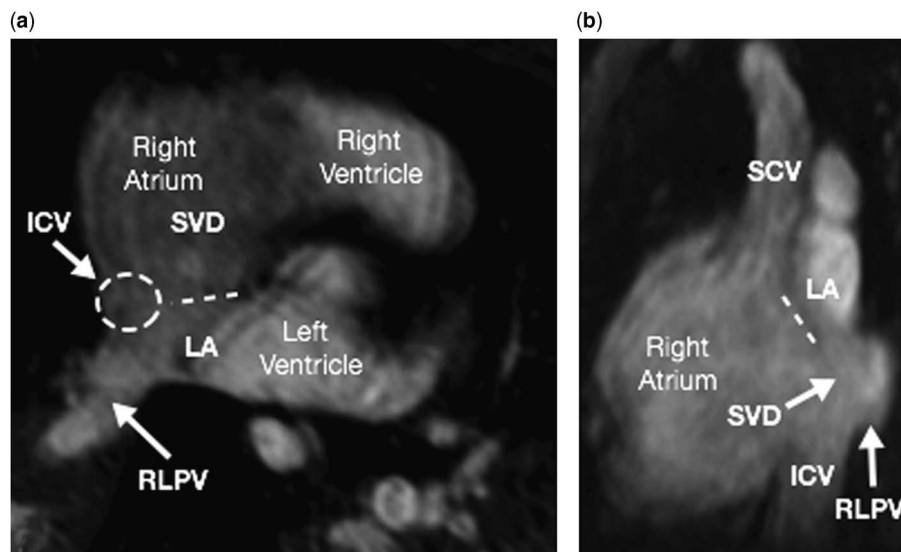 (a)
Right
Atrium
Right
Ventricle
SVD
ICV
LA
Left
Ventricle
RLPV
(b)
SCV
LA
Right
Atrium
SVD
ICV
RLPV